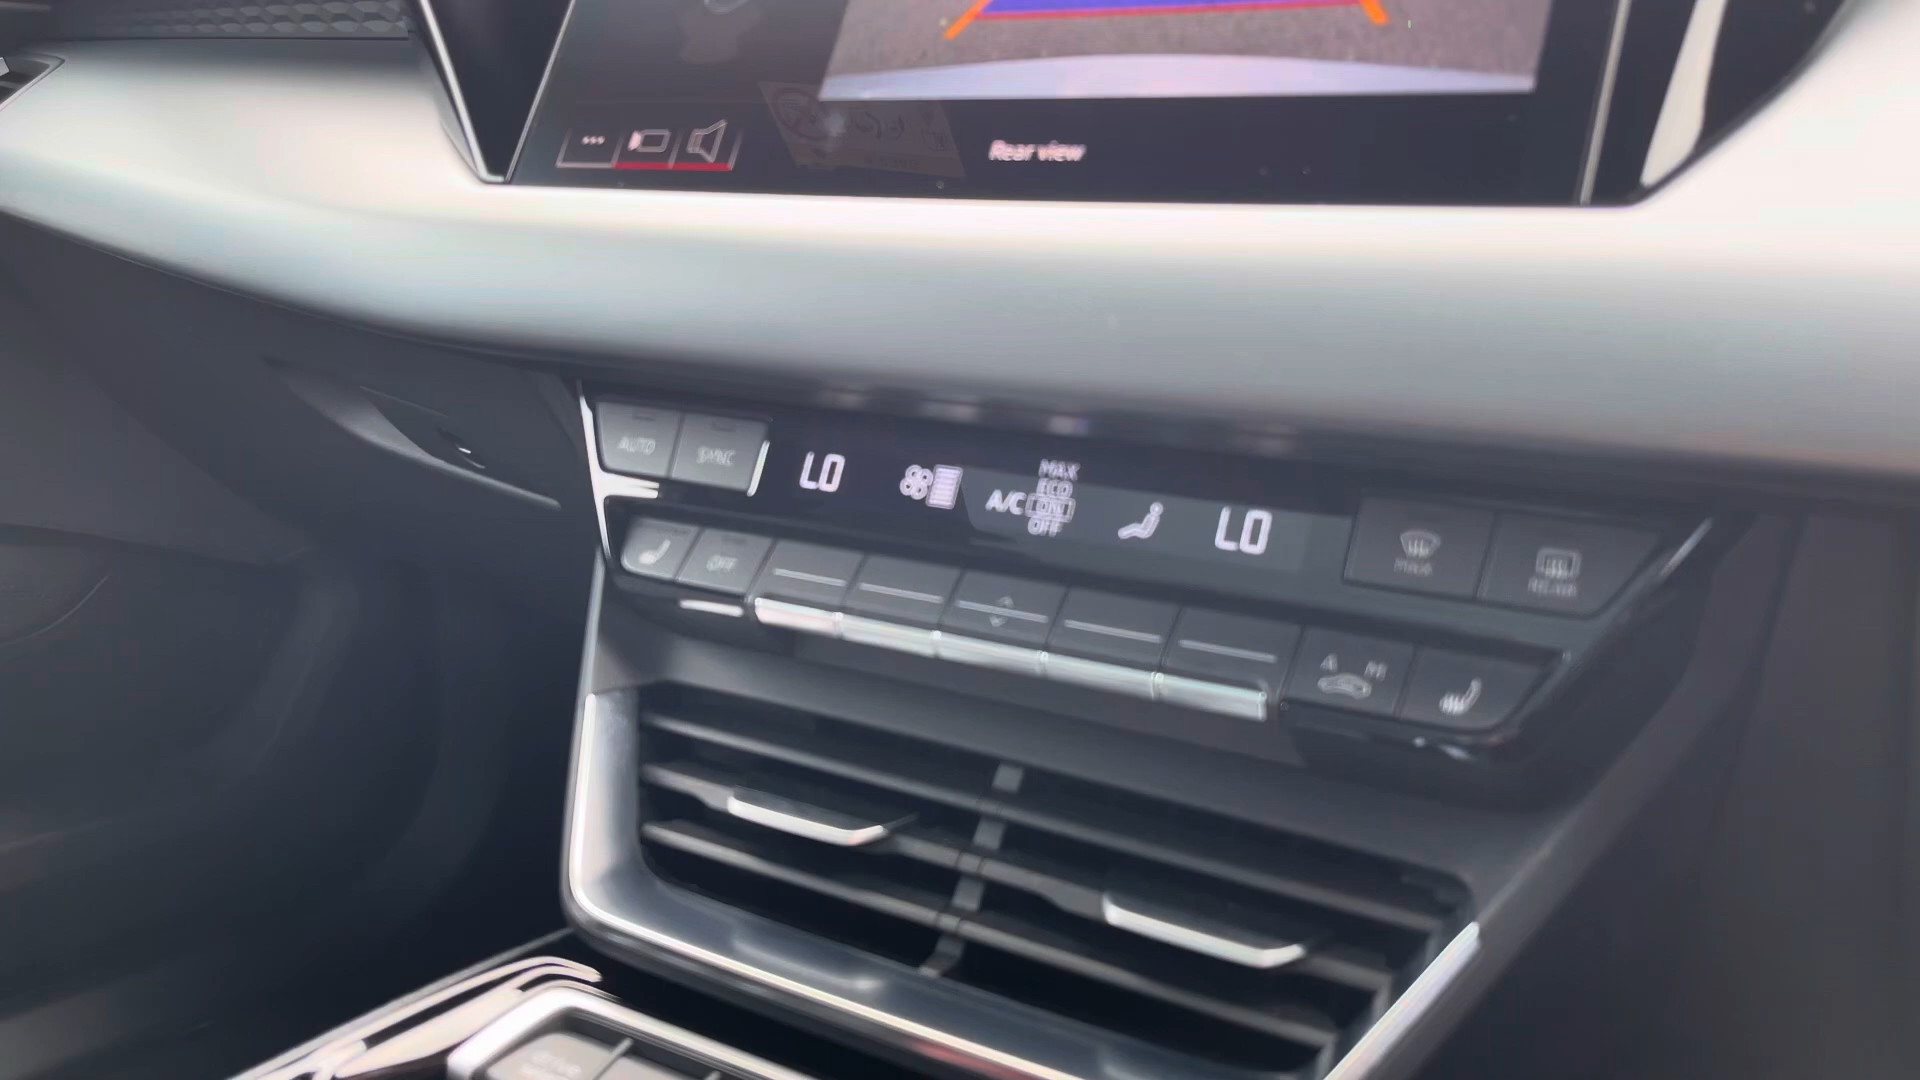 Rear view
AUTO
SYNC
LO
A/C
MAX
ECO
ON
OFF
LO
MAX
REAR
OFF
A M